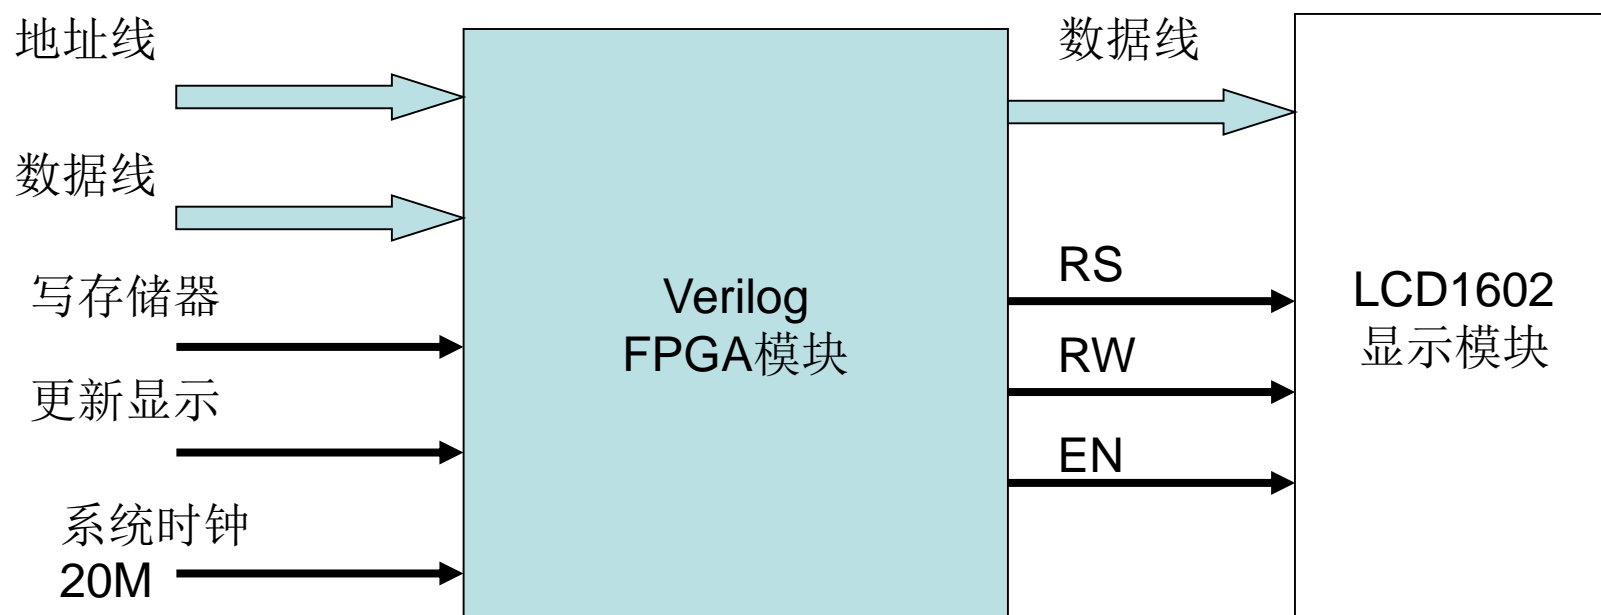 地址线
数据线
写存储器
更新显示
系统时钟
20M
Verilog
FPGA模块
数据线
RS
RW
EN
LCD1602
显示模块